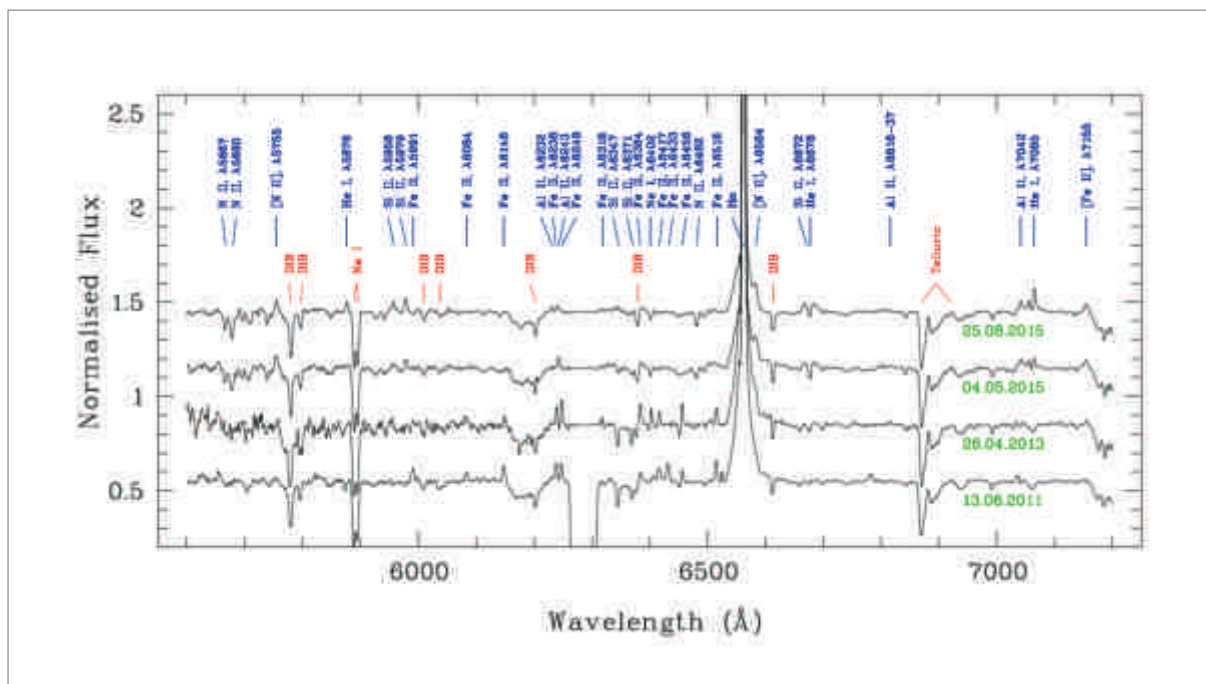 2.5
2
1.5
1
0.5
Normalised Flux
N II, λ5667
N II, λ5680
[N II], λ5755
He I, λ5876
Si II, λ5958
Si II, λ5979
Fe II, λ5991
Fe II, λ6084
Fe II, λ6148
Al II, λ6232
Fe II, λ6238
Al II, λ6243
Fe II, λ6248
Fe II, λ6318
Si II, λ6347
Si II, λ6371
Fe II, λ6384
Ne I, λ6402
Fe II, λ6417
Fe II, λ6433
Fe II, λ6456
N II, λ6482
Fe II, λ6516
Hα
[N II], λ6584
Si II, λ6672
He I, λ6678
Al II, λ6816-37
Al II, λ7042
He I, λ7065
[Fe II], λ7155
DIB
DIB
Na I
DIB
DIB
DIB
DIB
DIB
Telluric
25.08.2015
04.05.2015
26.04.2013
13.06.2011
6000
6500
7000
Wavelength (Å)